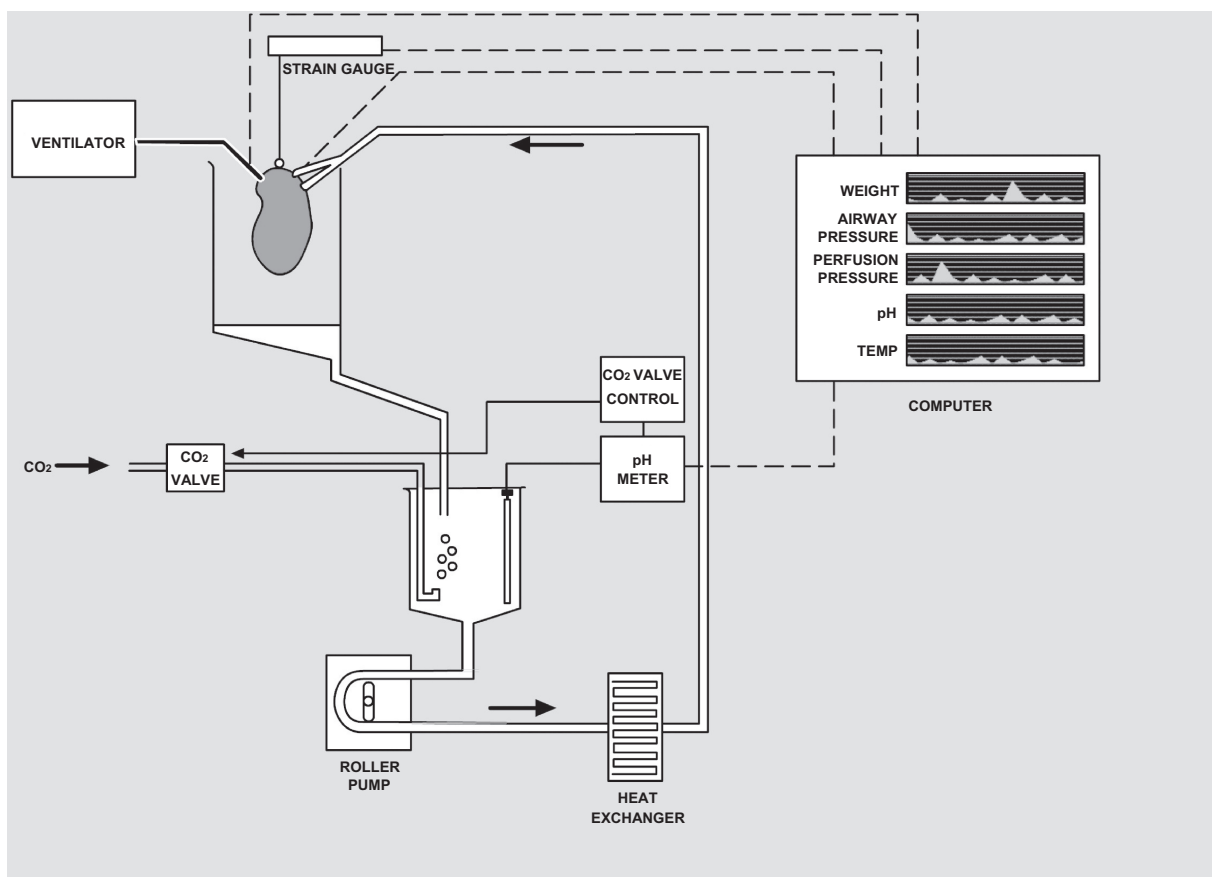 STRAIN GAUGE
VENTILATOR
WEIGHT
AIRWAY
PRESSURE
PERFUSION
PRESSURE
pH
TEMP
COMPUTER
CO₂ VALVE
CONTROL
pH
METER
CO₂
CO₂
VALVE
ROLLER
PUMP
HEAT
EXCHANGER